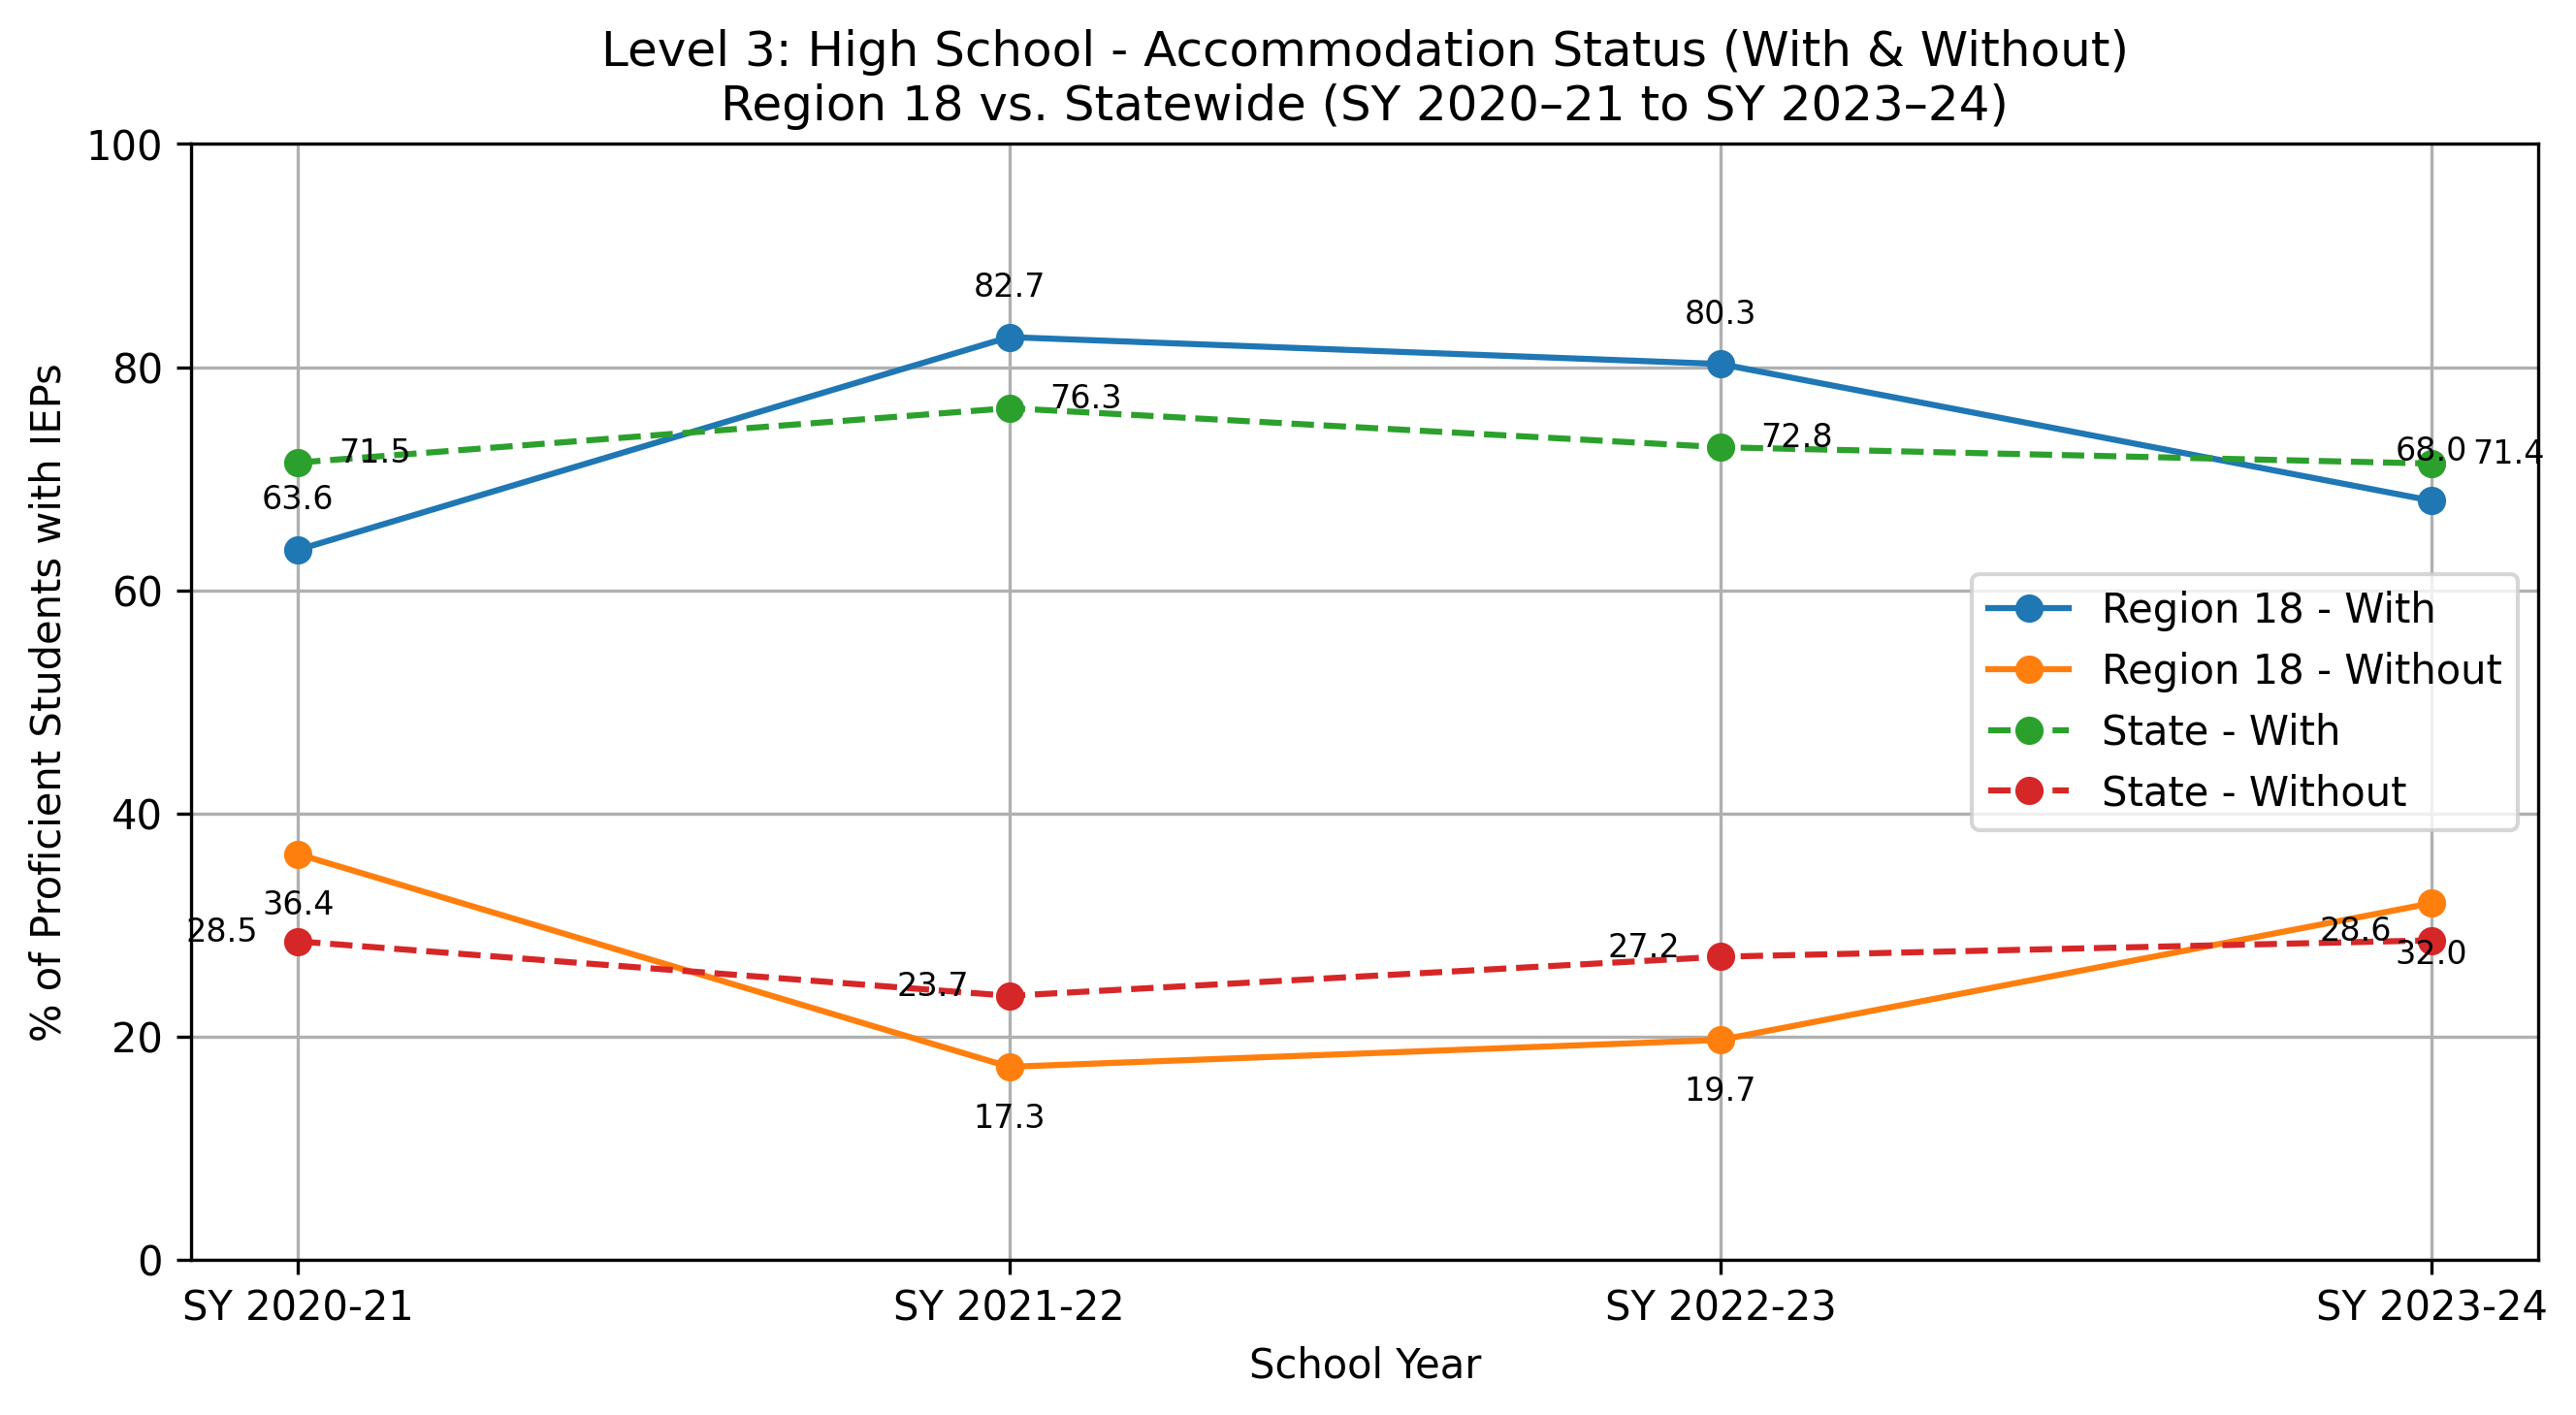 Level 3: High School - Accommodation Status (With & Without)
Region 18 vs. Statewide (SY 2020–21 to SY 2023–24)
% of Proficient Students with IEPs
100
80
60
40
20
0
82.7
80.3
76.3
71.5
72.8
68.0
71.4
63.6
Region 18 - With
Region 18 - Without
State - With
State - Without
36.4
28.5
23.7
27.2
28.6
32.0
17.3
19.7
SY 2020-21
SY 2021-22
SY 2022-23
SY 2023-24
School Year